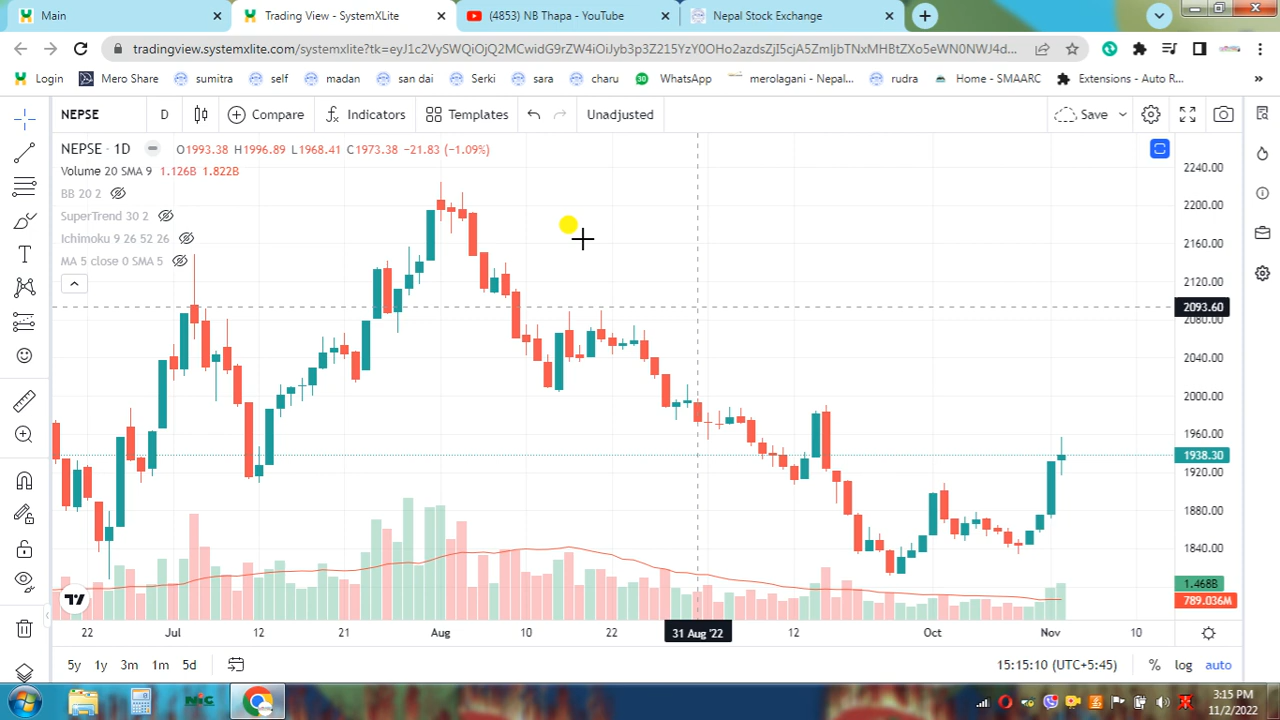 Main
Trading View - SystemXLite
(4853) NB Thapa - YouTube
Nepal Stock Exchange
tradingview.systemxlite/systemxlite?tk=
Login
Mero Share
sumitra
self
madan
san dai
Serki
sara
charu
30 WhatsApp
merolagani - Nepal...
rudra
Home - SMAARC
Extensions - Auto R...
»
NEPSE
D
Compare
Indicators
Templates
Unadjusted
Save
NEPSE · 1D O1993.38 H1996.89 L1968.41 C1973.38 −21.83 (−1.09%)
Volume 20 SMA 9 1.126B 1.822B
BB 20 2
SuperTrend 30 2
Ichimoku 9 26 52 26
MA 5 close 0 SMA 5
2240.00
2200.00
2160.00
2120.00
2093.60
2080.00
2040.00
2000.00
1960.00
1938.30
1920.00
1880.00
1840.00
1.468B
789.036M
22 Jul 12 21 Aug 10 22 31 Aug '22 12 Oct Nov 10
5y 1y 3m 1m 5d
15:15:10 (UTC+5:45) % log auto
NIC
3:15 PM
11/2/2022